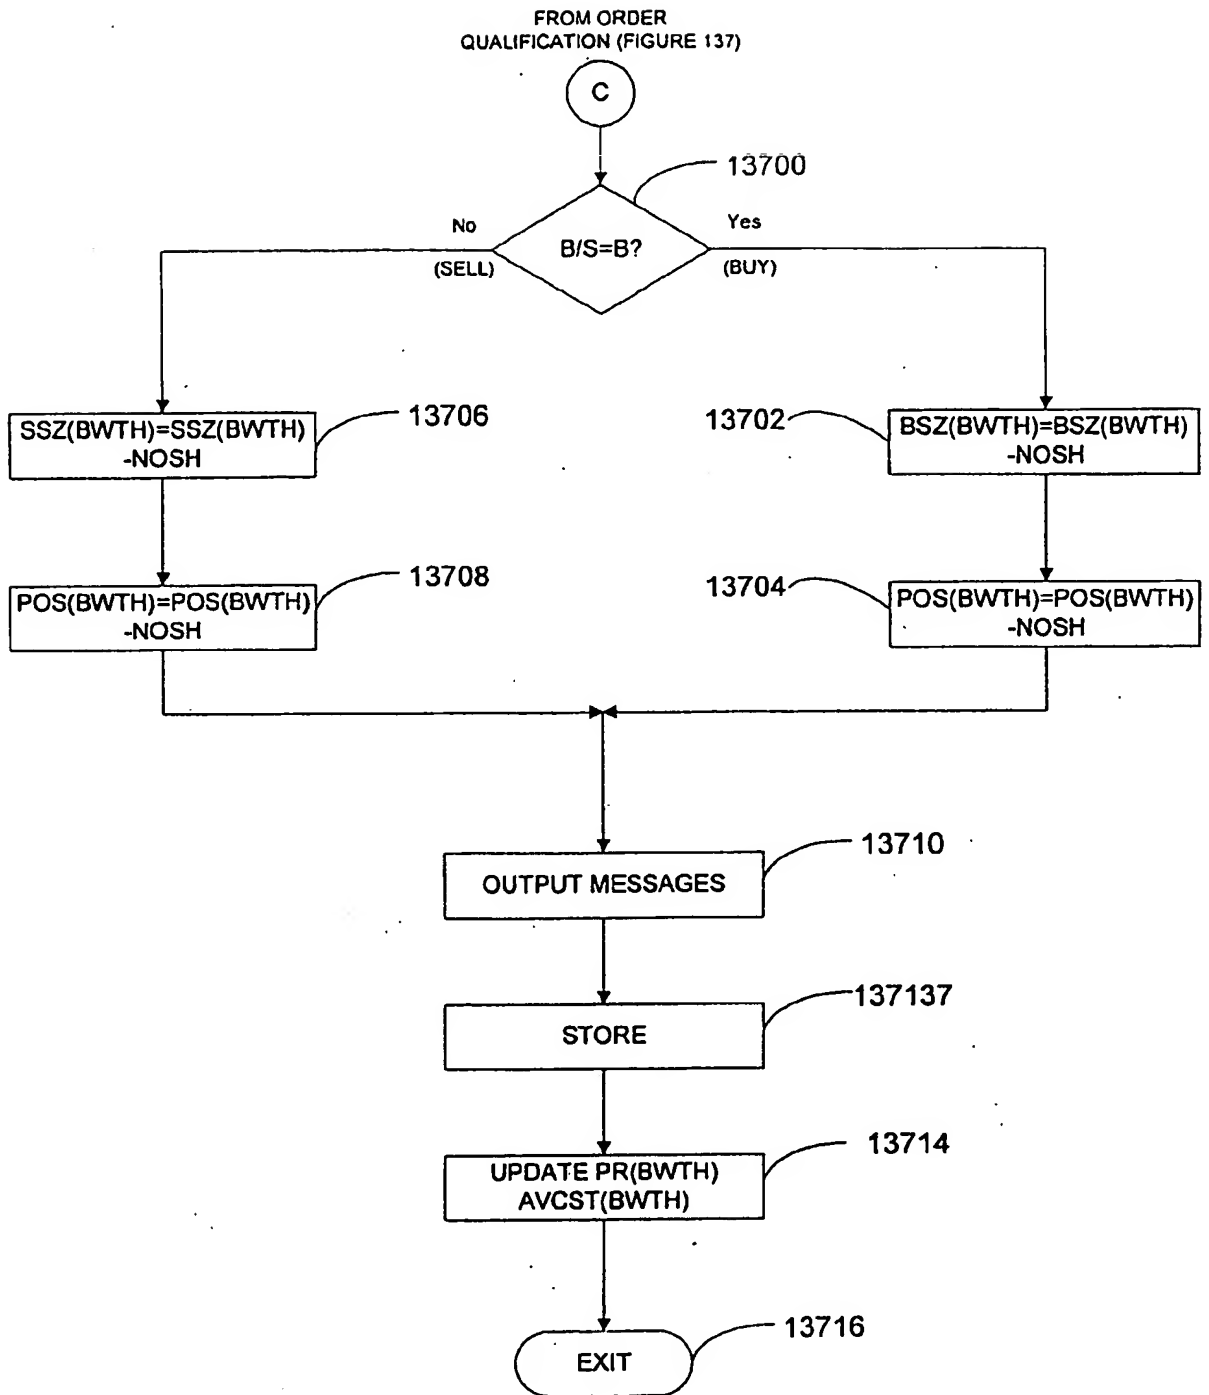 FROM ORDER
QUALIFICATION (FIGURE 137)
C
13700
No
Yes
B/S=B?
(SELL)
(BUY)
SSZ(BWTH)=SSZ(BWTH)
-NOSH
13706
13702
BSZ(BWTH)=BSZ(BWTH)
-NOSH
POS(BWTH)=POS(BWTH)
-NOSH
13708
13704
POS(BWTH)=POS(BWTH)
-NOSH
13710
OUTPUT MESSAGES
137137
STORE
13714
UPDATE PR(BWTH)
AVCST(BWTH)
13716
EXIT